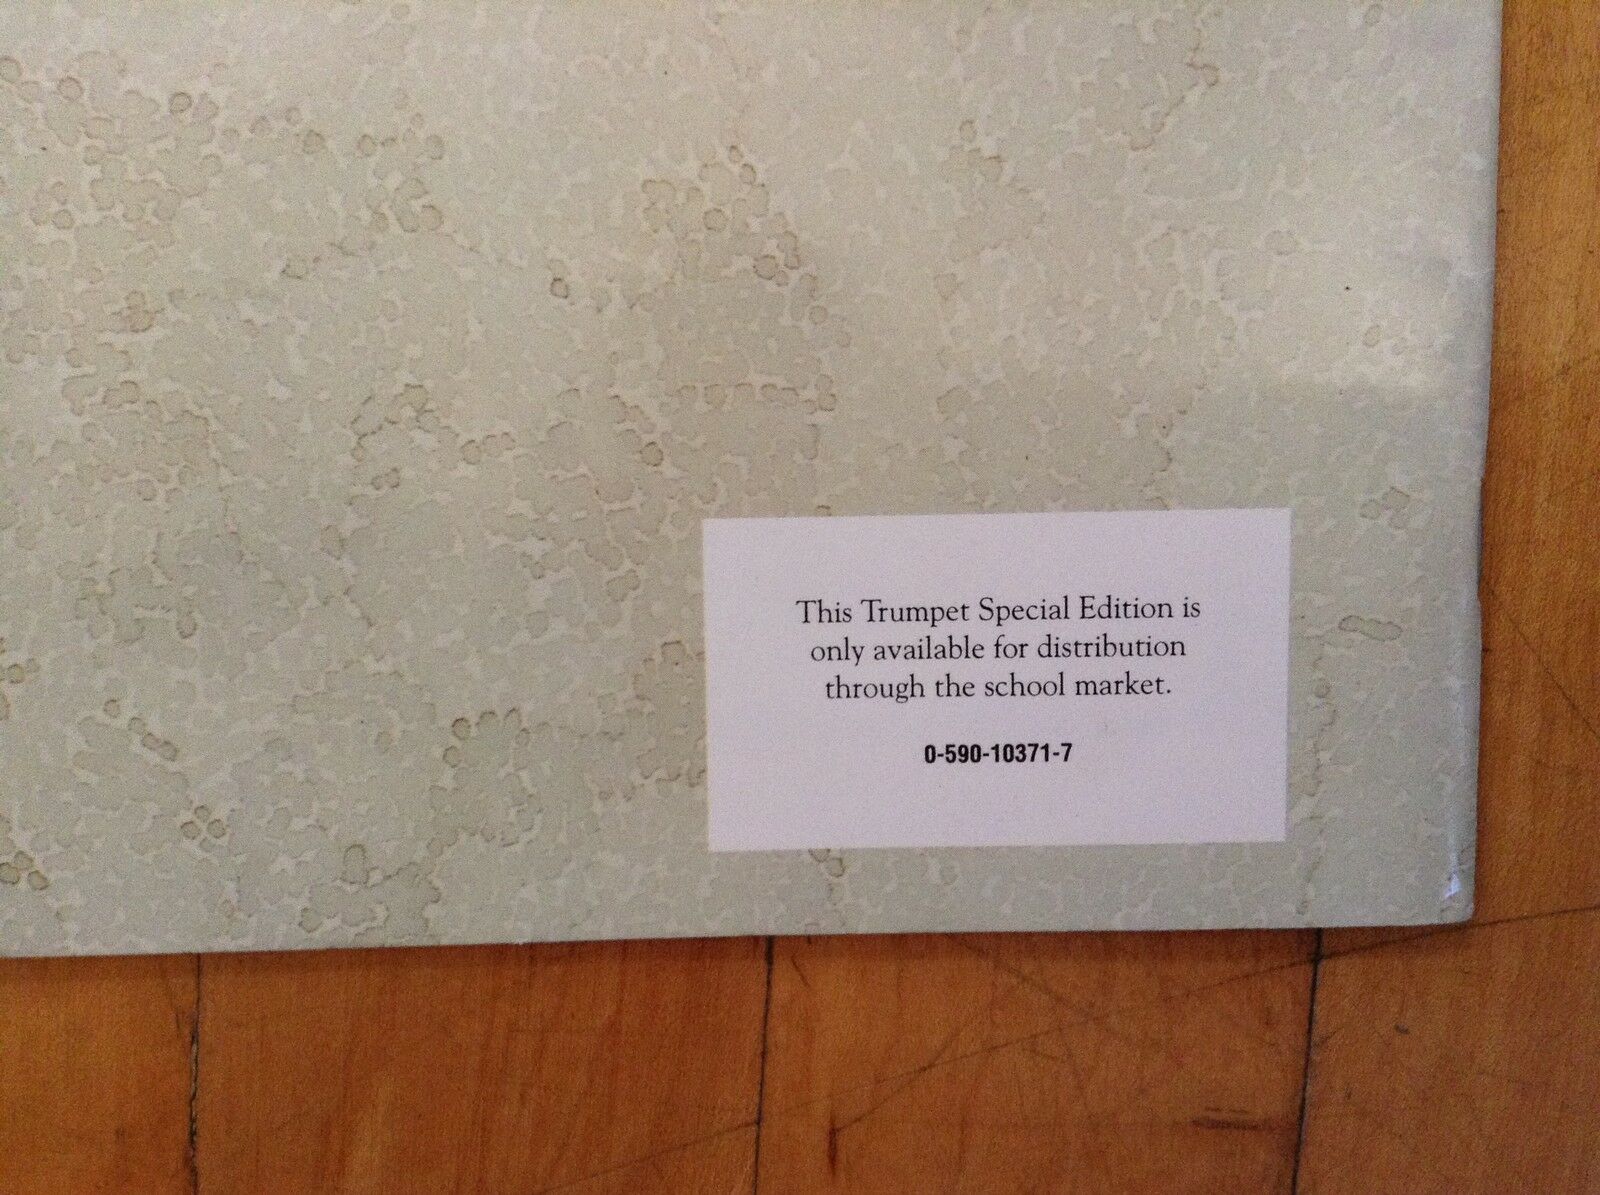 This Trumpet Special Edition is
only available for distribution
through the school market.
0-590-10371-7